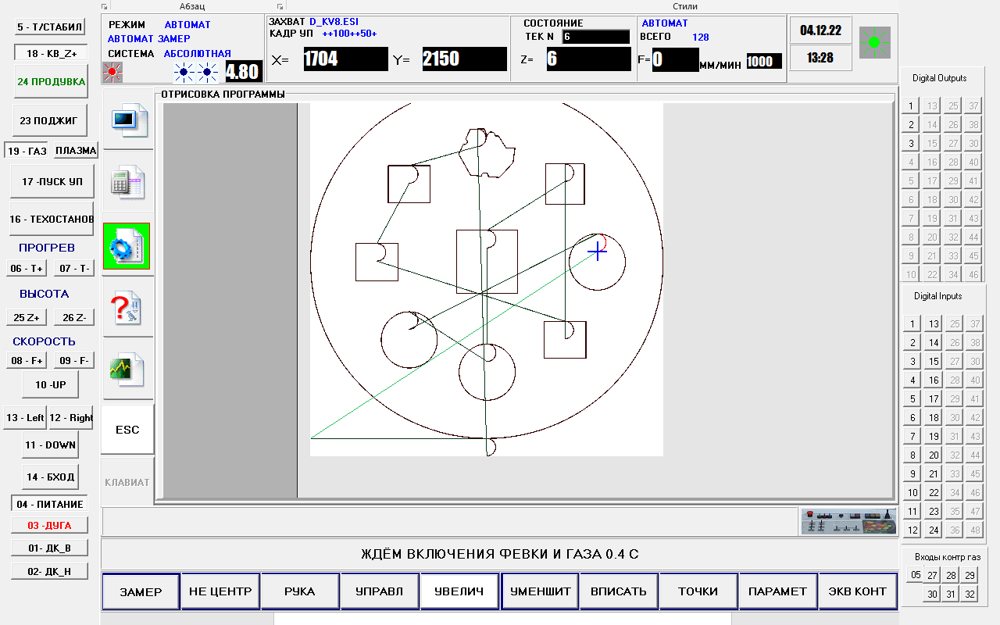 Абзац
Стили
5 - Т/СТАБИЛ
18 - КВ_Z+
24 ПРОДУВКА
23 ПОДЖИГ
19 - ГАЗ
ПЛАЗМА
17 -ПУСК УП
16 - ТЕХОСТАНОВ
ПРОГРЕВ
06 - Т+
07 - Т-
ВЫСОТА
25 Z+
26 Z-
СКОРОСТЬ
08 - F+
09 - F-
10 -UP
13 - Left
12 - Right
11 - DOWN
14 - БХОД
04 - ПИТАНИЕ
03 -ДУГА
01- ДК_В
02- ДК_Н
РЕЖИМ АВТОМАТ
АВТОМАТ ЗАМЕР
СИСТЕМА АБСОЛЮТНАЯ
4.80
ЗАХВАТ D_KV8.ESI
КАДР УП ++100++50+
X= 1704 Y= 2150
СОСТОЯНИЕ
ТЕК N 6
Z= 6
АВТОМАТ
ВСЕГО 128
F= 0 ММ/МИН 1000
04.12.22
13:28
ОТРИСОВКА ПРОГРАММЫ
ESC
КЛАВИАТ
ЖДЁМ ВКЛЮЧЕНИЯ ФЕВКИ И ГАЗА 0.4 С
ЗАМЕР
НЕ ЦЕНТР
РУКА
УПРАВЛ
УВЕЛИЧ
УМЕНШИТ
ВПИСАТЬ
ТОЧКИ
ПАРАМЕТ
ЭКВ КОНТ
Digital Outputs
1 13 25 37
2 14 26 38
3 15 27 30
4 16 28 40
5 17 29 41
6 18 30 42
7 19 31 43
8 20 32 44
9 21 33 45
10 22 34 46
Digital Inputs
1 13 25 37
2 14 26 38
3 15 27 30
4 16 28 40
5 17 29 41
6 18 30 42
7 19 31 43
8 20 32 44
9 21 33 45
10 22 34 46
11 23 35 47
12 24 36 48
Входы контр газ
05 27 28 29
30 31 32